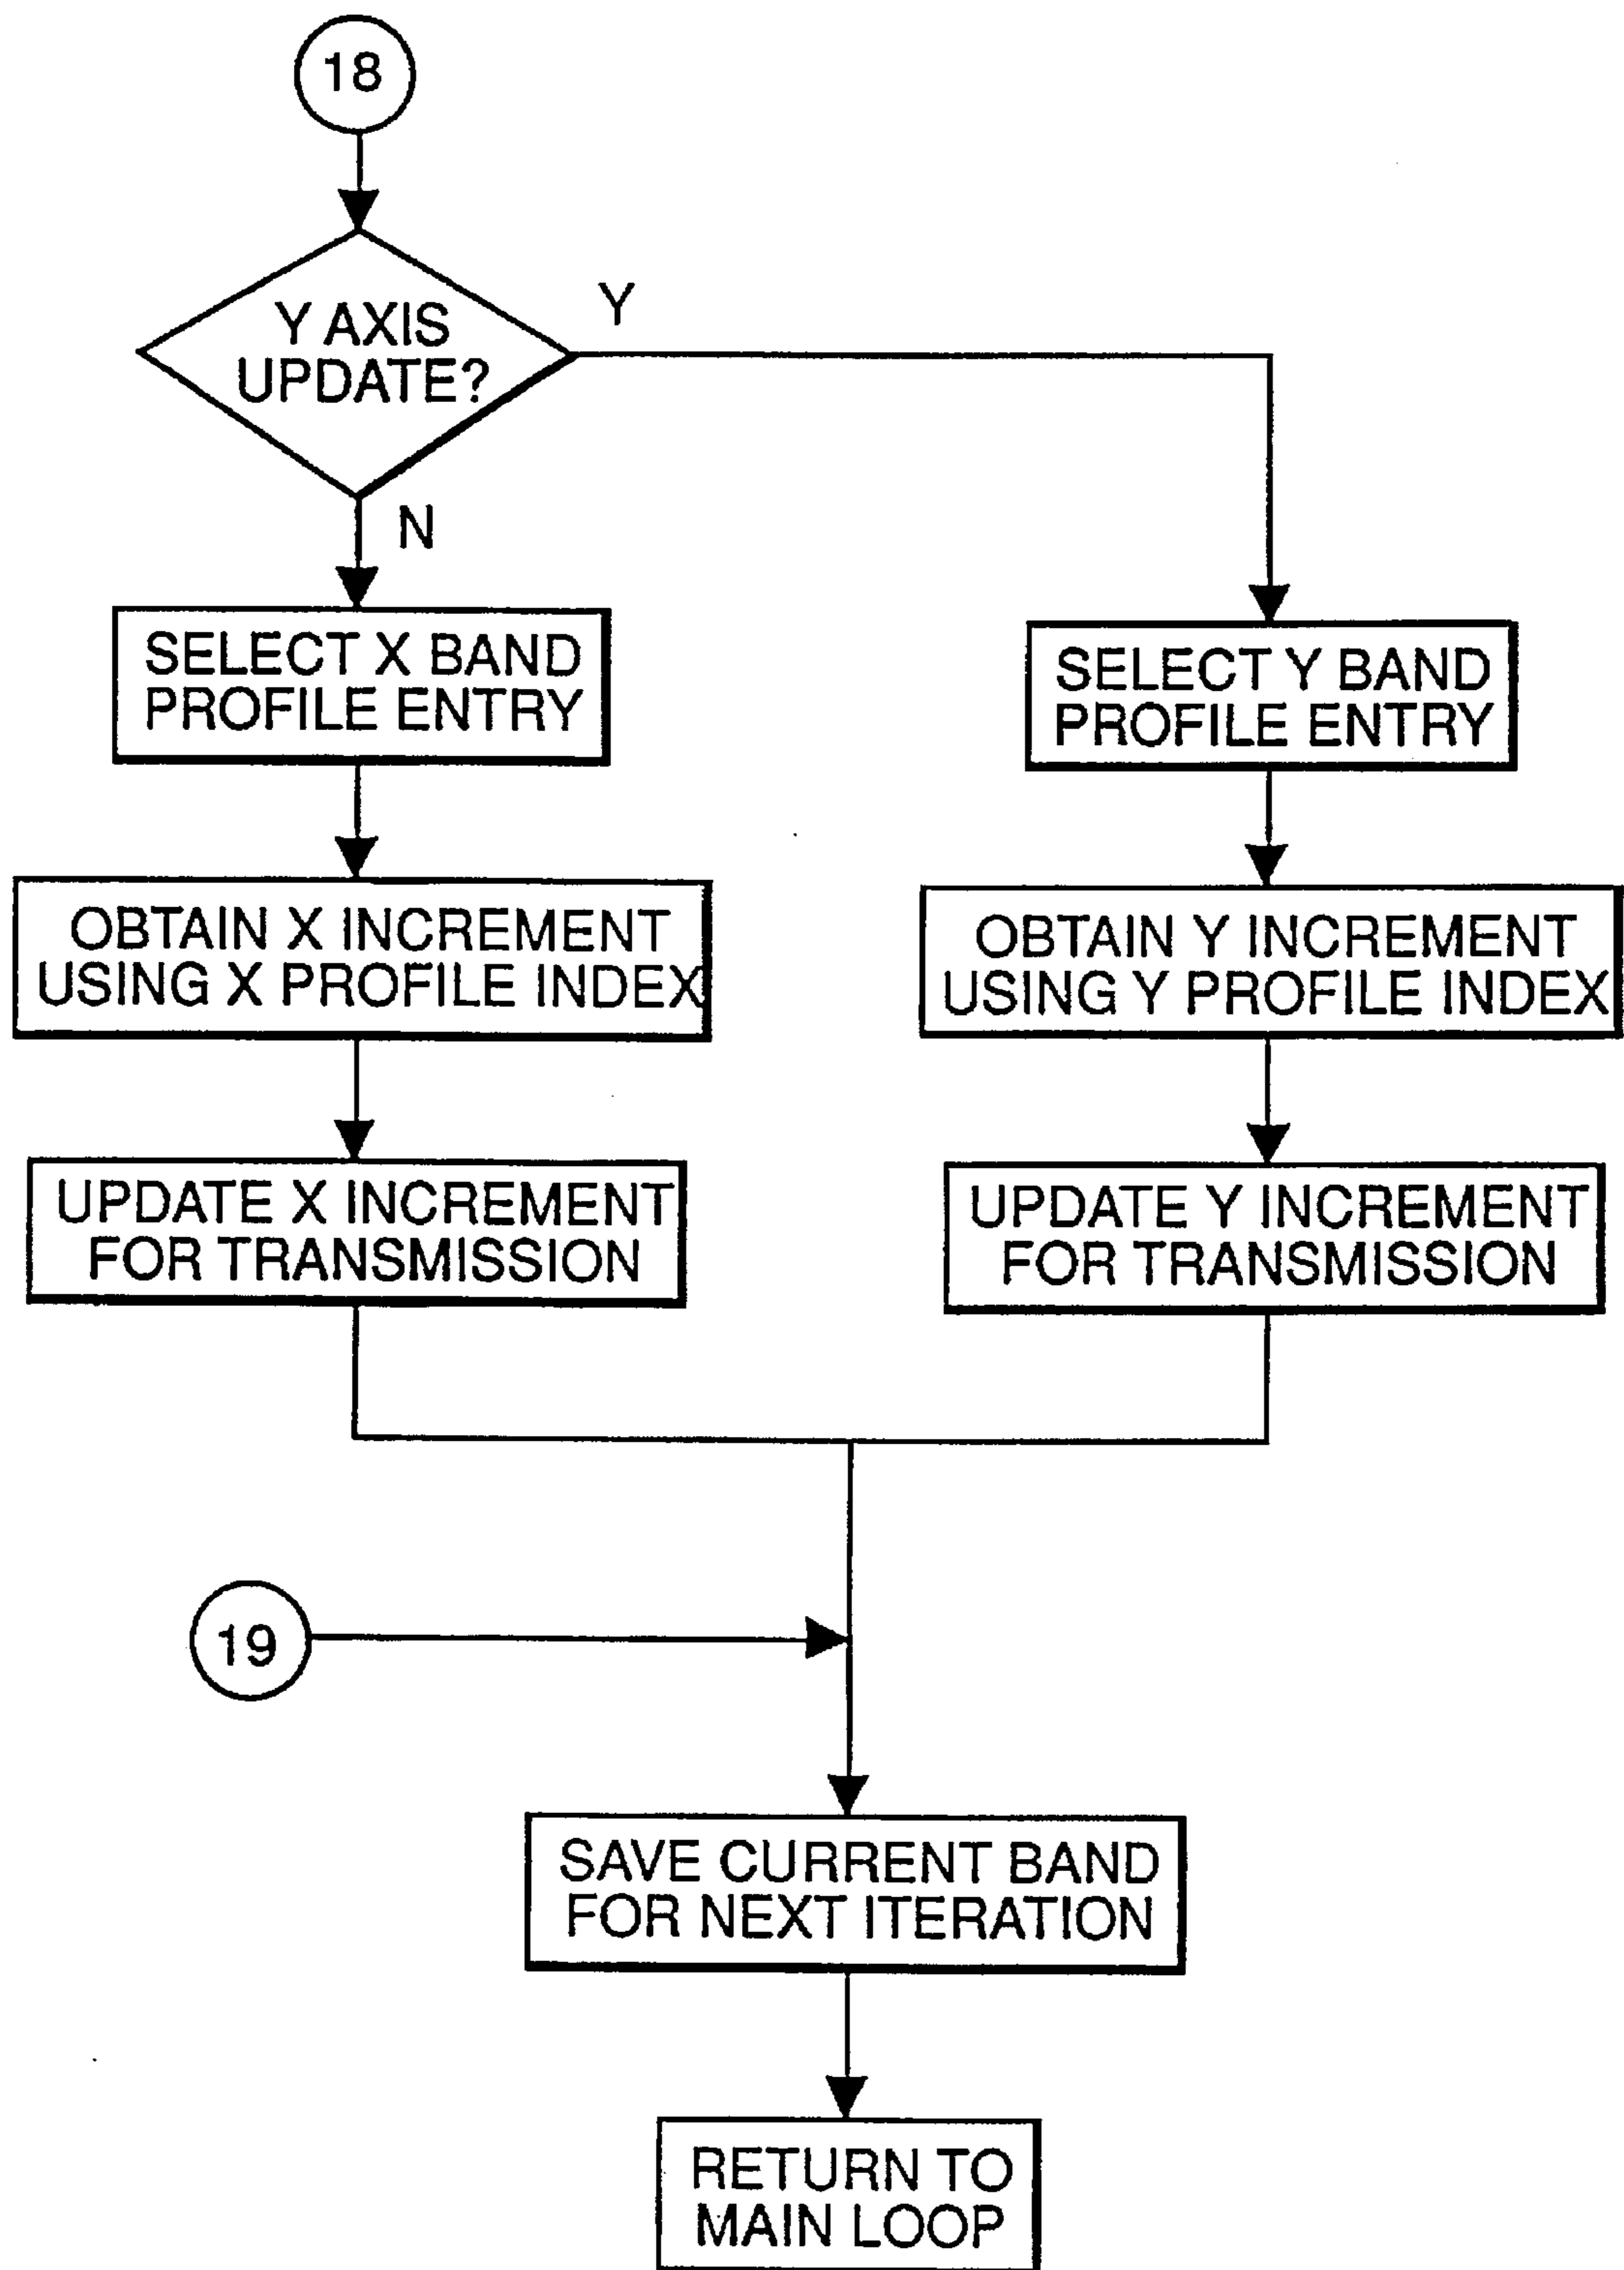 18
Y AXIS
UPDATE?
Y
N
SELECT X BAND
PROFILE ENTRY
SELECT Y BAND
PROFILE ENTRY
OBTAIN X INCREMENT
USING X PROFILE INDEX
OBTAIN Y INCREMENT
USING Y PROFILE INDEX
UPDATE X INCREMENT
FOR TRANSMISSION
UPDATE Y INCREMENT
FOR TRANSMISSION
19
SAVE CURRENT BAND
FOR NEXT ITERATION
RETURN TO
MAIN LOOP